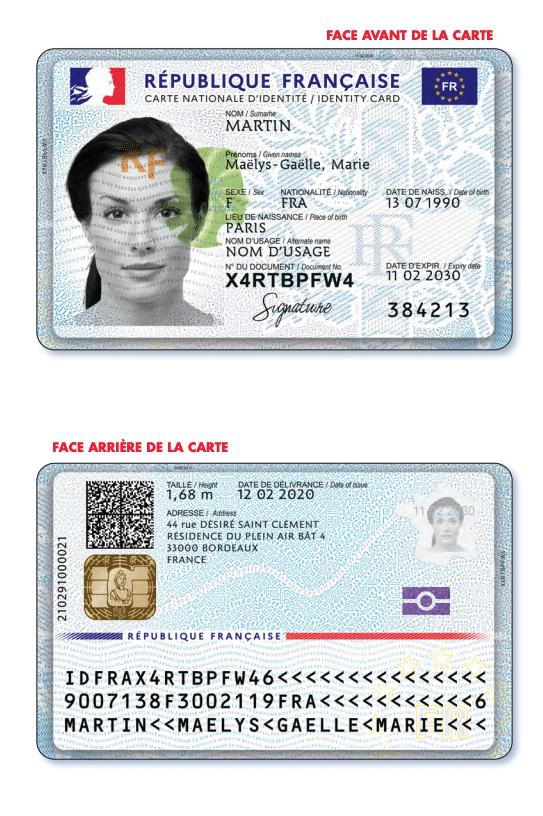 FACE AVANT DE LA CARTE
RÉPUBLIQUE FRANÇAISE
FR
CARTE NATIONALE D'IDENTITÉ / IDENTITY CARD
NOM / Surname
MARTIN
Prénoms / Given names
Maëlys-Gaëlle, Marie
SEXE / Sex NATIONALITÉ / Nationality DATE DE NAISS. / Date of birth
F FRA 13 07 1990
LIEU DE NAISSANCE / Place of birth
PARIS
NOM D'USAGE / Alternate name
NOM D'USAGE
N° DU DOCUMENT / Document No. DATE D'EXPIR. / Expiry date
X4RTBPFW4 11 02 2030
Signature 384213
RF
FACE ARRIÈRE DE LA CARTE
TAILLE / Height DATE DE DÉLIVRANCE / Date of issue
1,68 m 12 02 2020
ADRESSE / Address
44 rue DÉSIRÉ SAINT CLÉMENT
RÉSIDENCE DU PLEIN AIR BÂT 4
33000 BORDEAUX
FRANCE
11 02 2030
210291000021
RÉPUBLIQUE FRANÇAISE
IDFRAX4RTBPFW46<<<<<<<<<<<<<<<
9007138F3002119FRA<<<<<<<<<<<6
MARTIN<<MAELYS<GAELLE<MARIE<<<